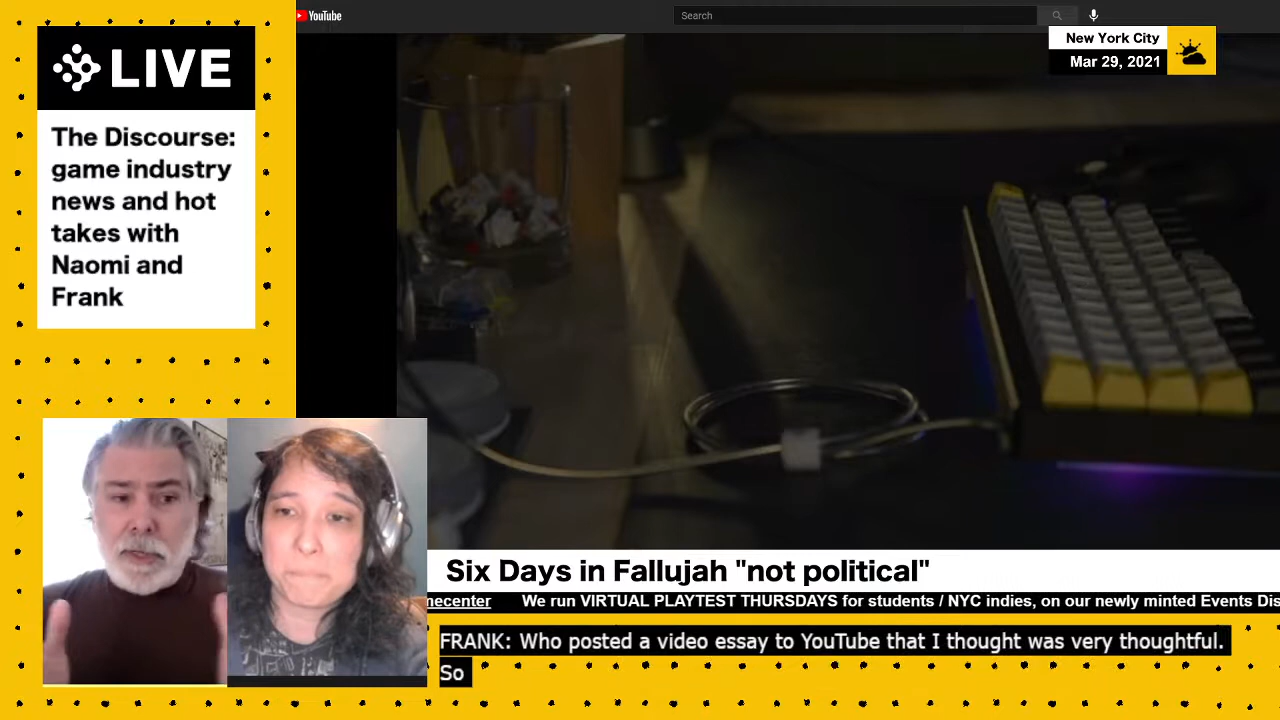 YouTube
Search
New York City
Mar 29, 2021
LIVE
The Discourse:
game industry
news and hot
takes with
Naomi and
Frank
Six Days in Fallujah "not political"
mecenter We run VIRTUAL PLAYTEST THURSDAYS for students / NYC indies, on our newly minted Events Dis
FRANK: Who posted a video essay to YouTube that I thought was very thoughtful.
So